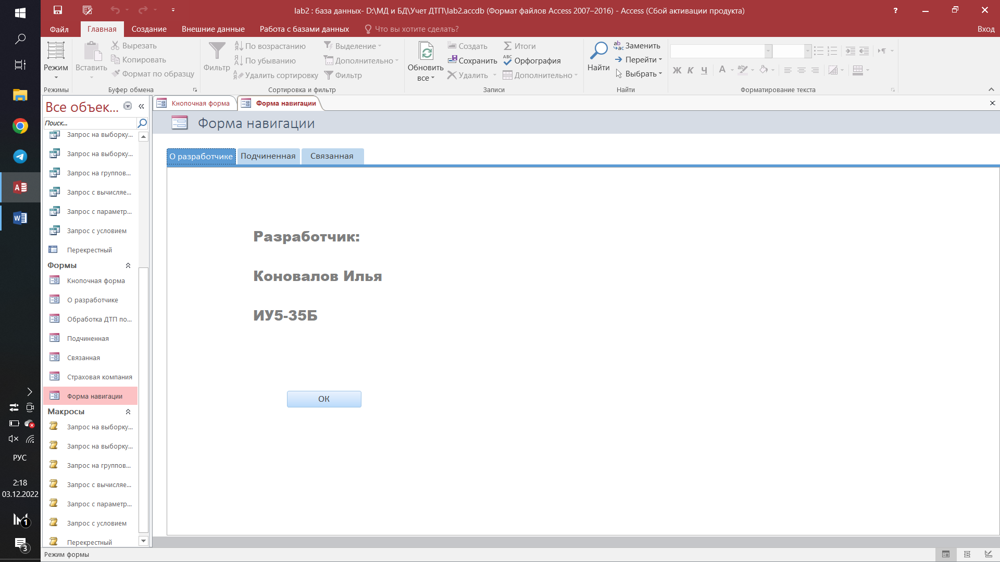 lab2 : база данных- D:\МД и БД\Учет ДТП\lab2.accdb (Формат файлов Access 2007–2016) - Access (Сбой активации продукта)
?
Файл
Главная
Создание
Внешние данные
Работа с базами данных
Что вы хотите сделать?
Вход
Режим
Режимы
Вставить
Вырезать
Копировать
Формат по образцу
Буфер обмена
Фильтр
По возрастанию
По убыванию
Удалить сортировку
Выделение
Дополнительно
Фильтр
Сортировка и фильтр
Обновить
все
Создать
Сохранить
Удалить
Итоги
Орфография
Дополнительно
Записи
Найти
Заменить
Перейти
Выбрать
Найти
Ж К Ч
Форматирование текста
Все объек...
Поиск...
Запрос на выборку...
Запрос на выборку...
Запрос на группов...
Запрос с вычисляе...
Запрос с параметр...
Запрос с условием
Перекрестный
Формы
Кнопочная форма
О разработчике
Обработка ДТП по...
Подчиненная
Связанная
Страховая компания
Форма навигации
Макросы
Запрос на выборку...
Запрос на выборку...
Запрос на группов...
Запрос с вычисляе...
Запрос с параметр...
Запрос с условием
Перекрестный
Кнопочная форма
Форма навигации
Форма навигации
О разработчике
Подчиненная
Связанная
Разработчик:
Коновалов Илья
ИУ5-35Б
ОК
РУС
2:18
03.12.2022
1
3
Режим формы